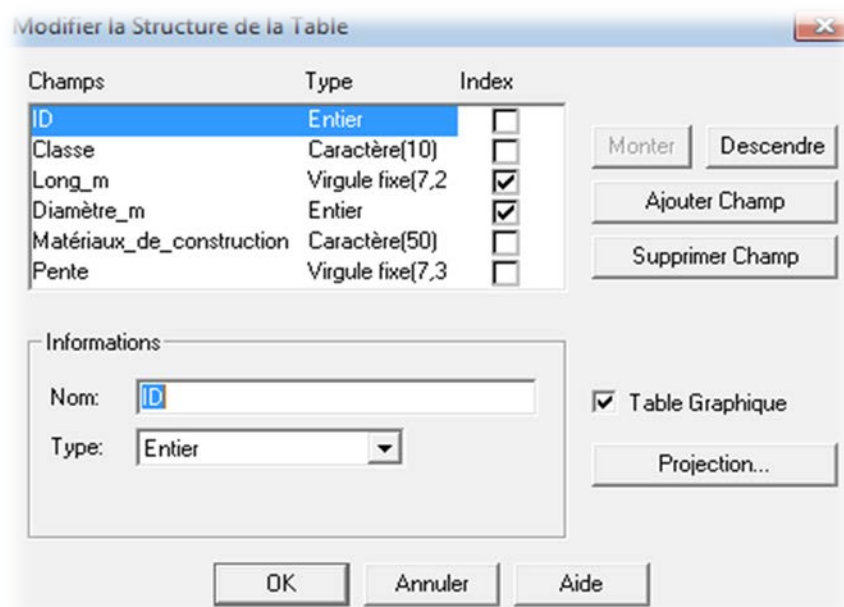 Modifier la Structure de la Table
Champs Type Index
ID Entier
Classe Caractère(10)
Long_m Virgule fixe(7,2
Diamètre_m Entier
Matériaux_de_construction Caractère(50)
Pente Virgule fixe(7,3
Monter Descendre
Ajouter Champ
Supprimer Champ
Informations
Nom: ID
Type: Entier
Table Graphique
Projection...
OK Annuler Aide